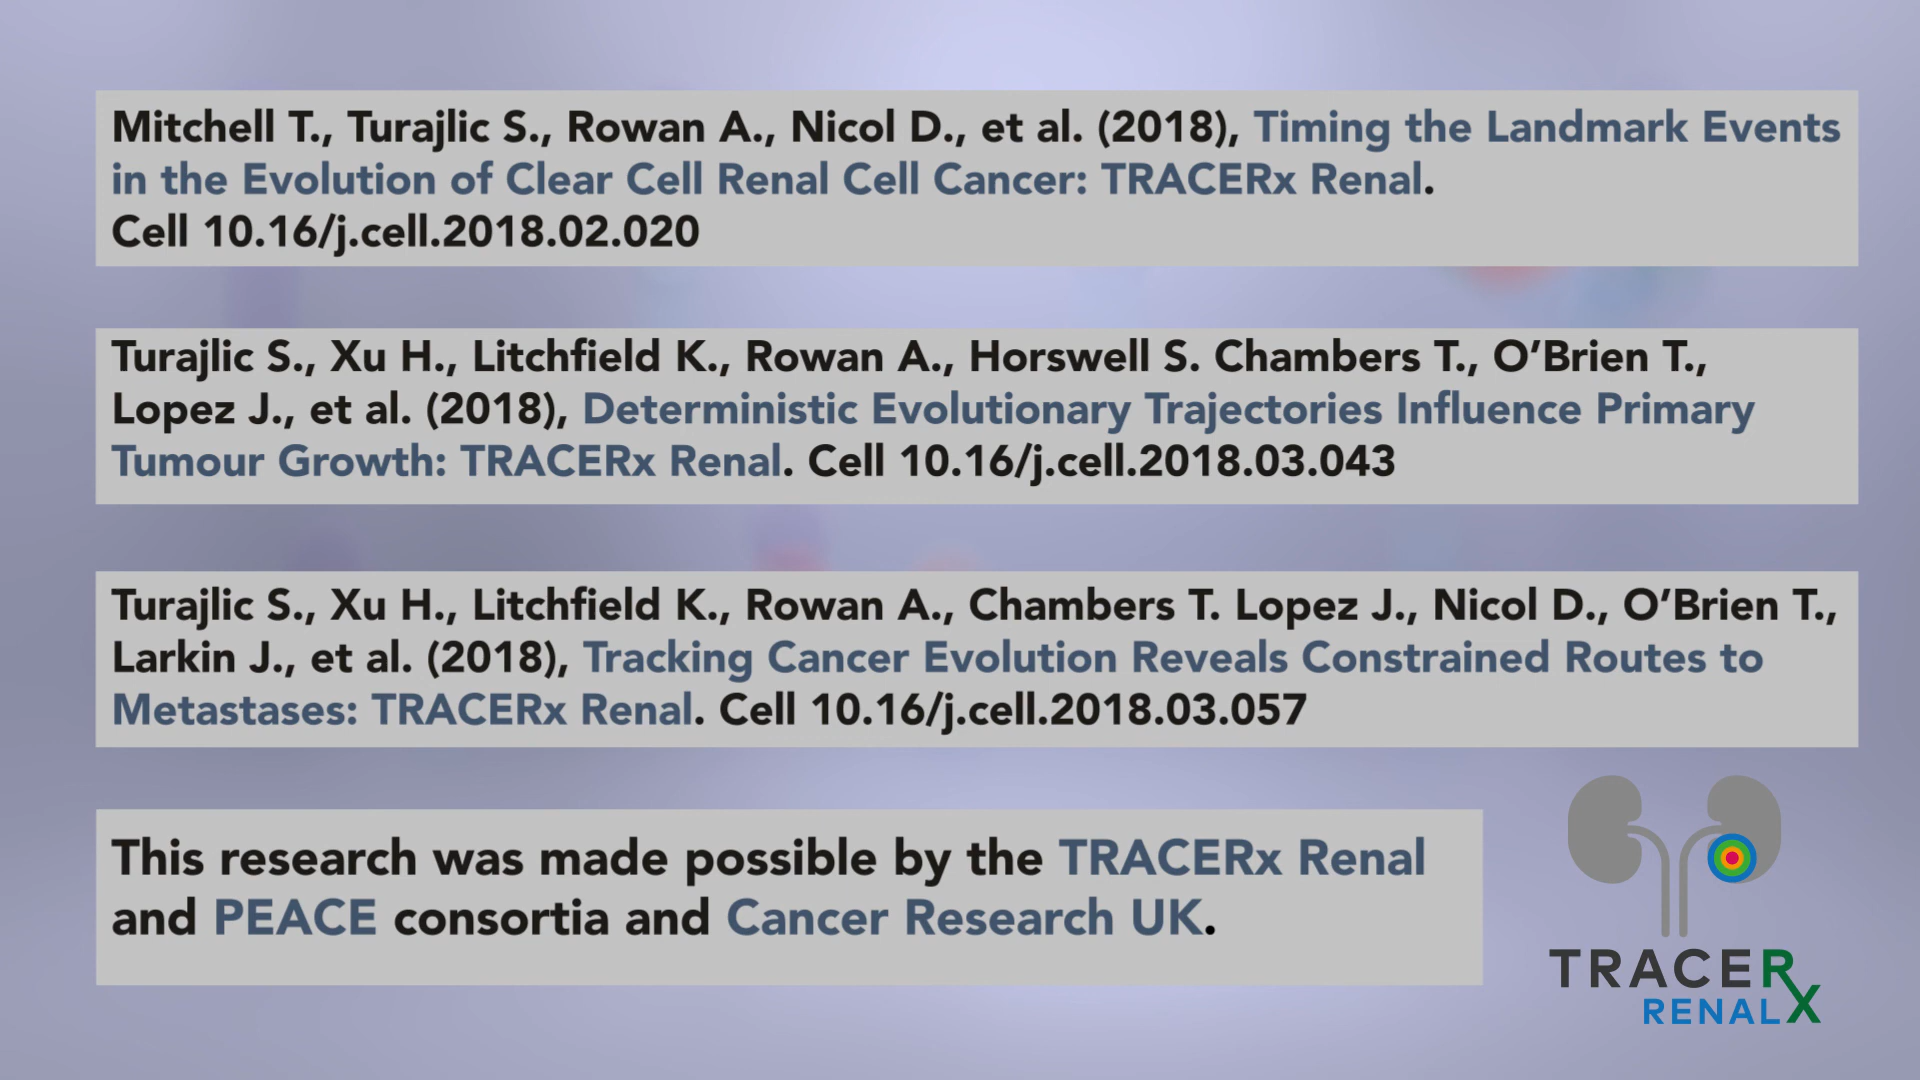 Mitchell T., Turajlic S., Rowan A., Nicol D., et al. (2018), Timing the Landmark Events
in the Evolution of Clear Cell Renal Cell Cancer: TRACERx Renal.
Cell 10.16/j.cell.2018.02.020
Turajlic S., Xu H., Litchfield K., Rowan A., Horswell S. Chambers T., O’Brien T.,
Lopez J., et al. (2018), Deterministic Evolutionary Trajectories Influence Primary
Tumour Growth: TRACERx Renal. Cell 10.16/j.cell.2018.03.043
Turajlic S., Xu H., Litchfield K., Rowan A., Chambers T. Lopez J., Nicol D., O’Brien T.,
Larkin J., et al. (2018), Tracking Cancer Evolution Reveals Constrained Routes to
Metastases: TRACERx Renal. Cell 10.16/j.cell.2018.03.057
This research was made possible by the TRACERx Renal
and PEACE consortia and Cancer Research UK.
TRACERx
RENAL